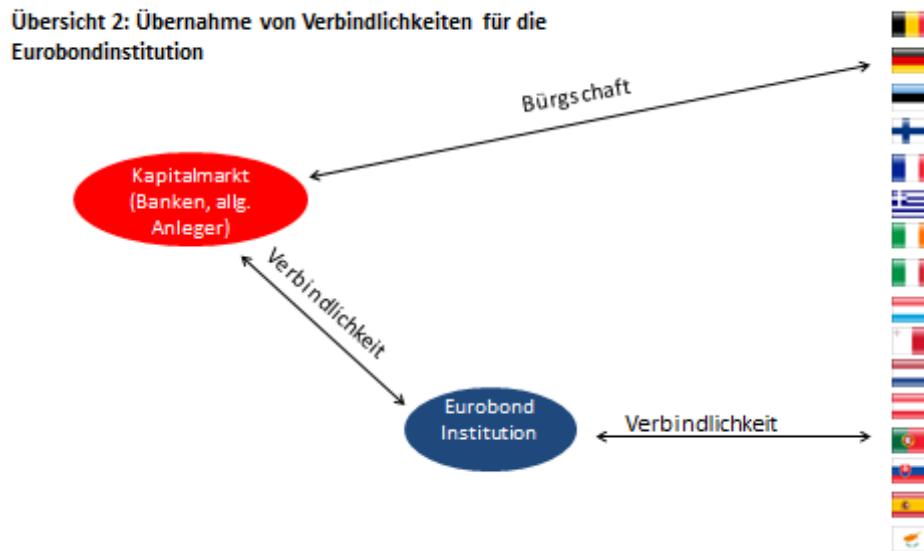 Übersicht 2: Übernahme von Verbindlichkeiten für die
Eurobondinstitution
Bürgschaft
Kapitalmarkt
(Banken, allg.
Anleger)
Verbindlichkeit
Eurobond
Institution
Verbindlichkeit